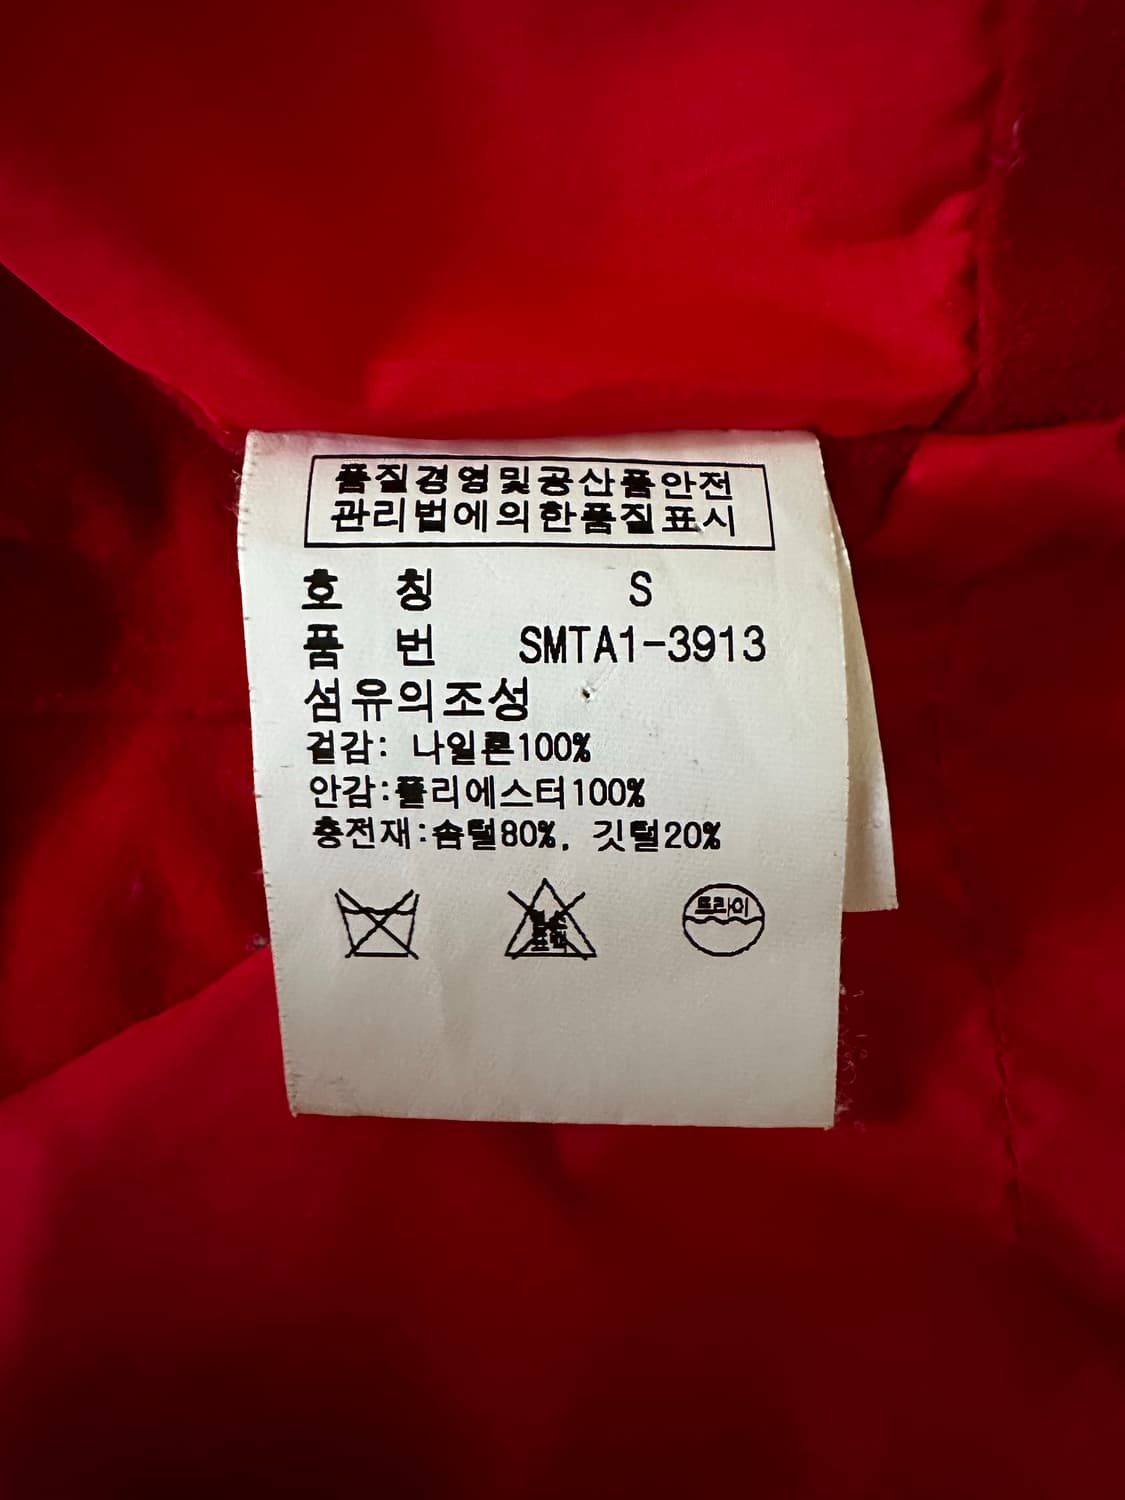 품질경영및공산품안전
관리법에의한품질표시
호 칭 S
품 번 SMTA1-3913
섬유의조성
겉감: 나일론100%
안감:폴리에스터100%
충전재:솜털80%, 깃털20%
드라이